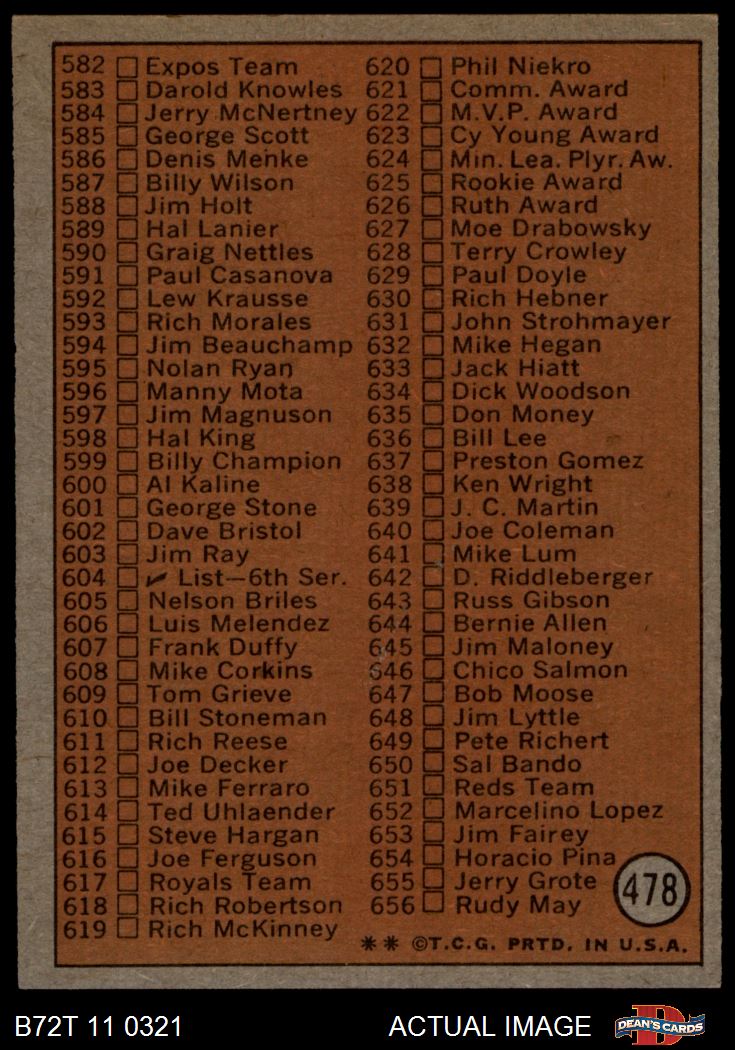 582 Expos Team
583 Darold Knowles
584 Jerry McNertney
585 George Scott
586 Denis Menke
587 Billy Wilson
588 Jim Holt
589 Hal Lanier
590 Graig Nettles
591 Paul Casanova
592 Lew Krausse
593 Rich Morales
594 Jim Beauchamp
595 Nolan Ryan
596 Manny Mota
597 Jim Magnuson
598 Hal King
599 Billy Champion
600 Al Kaline
601 George Stone
602 Dave Bristol
603 Jim Ray
604 ✔ List—6th Ser.
605 Nelson Briles
606 Luis Melendez
607 Frank Duffy
608 Mike Corkins
609 Tom Grieve
610 Bill Stoneman
611 Rich Reese
612 Joe Decker
613 Mike Ferraro
614 Ted Uhlaender
615 Steve Hargan
616 Joe Ferguson
617 Royals Team
618 Rich Robertson
619 Rich McKinney
620 Phil Niekro
621 Comm. Award
622 M.V.P. Award
623 Cy Young Award
624 Min. Lea. Plyr. Aw.
625 Rookie Award
626 Ruth Award
627 Moe Drabowsky
628 Terry Crowley
629 Paul Doyle
630 Rich Hebner
631 John Strohmayer
632 Mike Hegan
633 Jack Hiatt
634 Dick Woodson
635 Don Money
636 Bill Lee
637 Preston Gomez
638 Ken Wright
639 J. C. Martin
640 Joe Coleman
641 Mike Lum
642 D. Riddleberger
643 Russ Gibson
644 Bernie Allen
645 Jim Maloney
646 Chico Salmon
647 Bob Moose
648 Jim Lyttle
649 Pete Richert
650 Sal Bando
651 Reds Team
652 Marcelino Lopez
653 Jim Fairey
654 Horacio Pina
655 Jerry Grote
656 Rudy May
478
** ©T.C.G. PRTD. IN U.S.A.
B72T 11 0321
ACTUAL IMAGE
D
DEAN'S CARDS